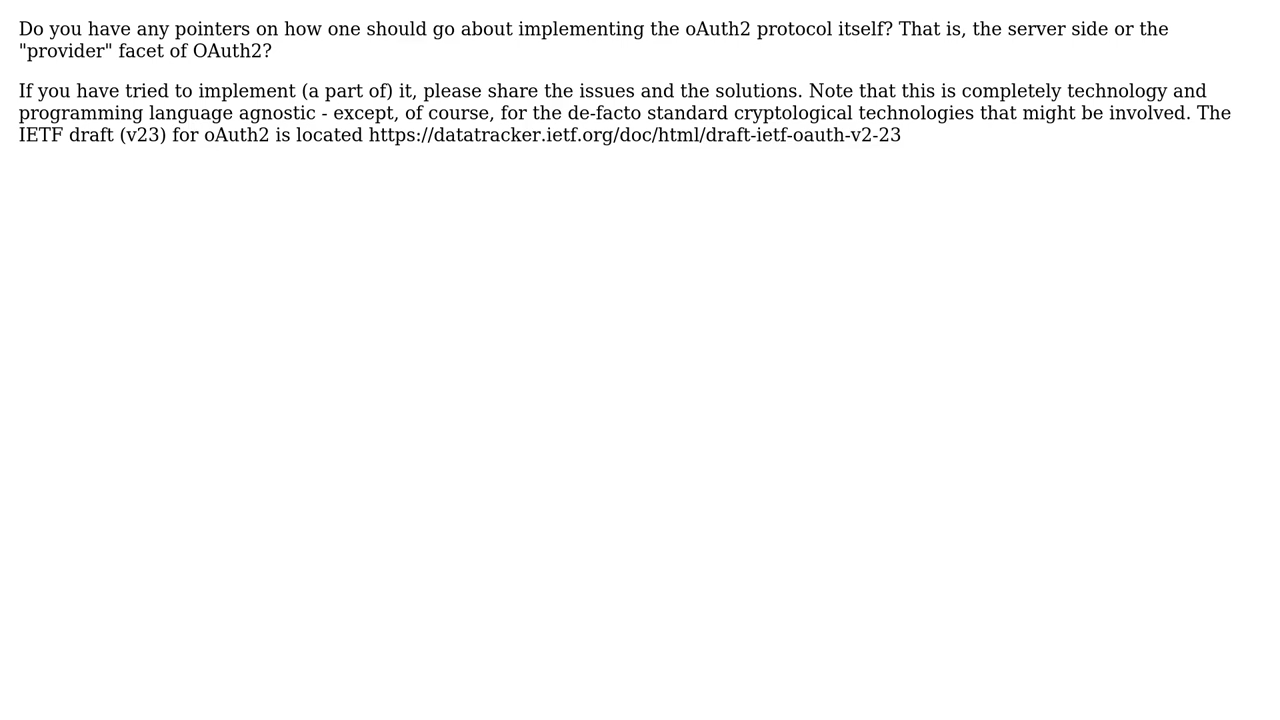 Do you have any pointers on how one should go about implementing the oAuth2 protocol itself? That is, the server side or the
"provider" facet of OAuth2?
If you have tried to implement (a part of) it, please share the issues and the solutions. Note that this is completely technology and
programming language agnostic - except, of course, for the de-facto standard cryptological technologies that might be involved. The
IETF draft (v23) for oAuth2 is located https://datatracker.ietf.org/doc/html/draft-ietf-oauth-v2-23